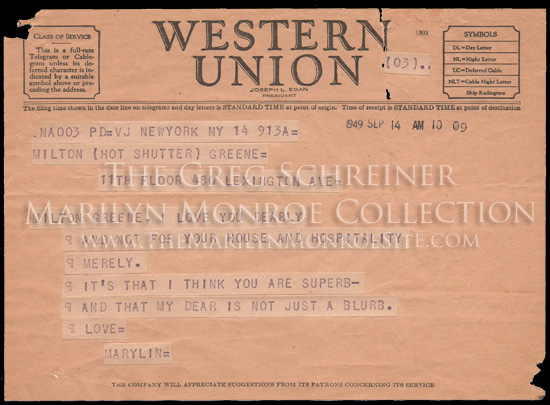 CLASS OF SERVICE
This is a full-rate
Telegram or Cable-
gram unless its de-
ferred character is in-
dicated by a suitable
symbol above or pre-
ceding the address.
WESTERN
UNION
JOSEPH L. EGAN
PRESIDENT
1201
(03).
SYMBOLS
DL=Day Letter
NL=Night Letter
LC=Deferred Cable
NLT=Cable Night Letter
Ship Radiogram
The filing time shown in the date line on telegrams and day letters is STANDARD TIME at point of origin. Time of receipt is STANDARD TIME at point of destination
.NA003 PD=VJ NEWYORK NY 14 913A=
1949 SEP 14 AM 10 09
MILTON (HOT SHUTTER) GREENE=
11TH FLOOR 480 LEXINGTON AVE=
THE GREG SCHREINER
MARILYN MONROE COLLECTION
WWW.THEMARILYNMONROESITE.COM
MILTON GREENE, I LOVE YOU DEARLY
¶ AND NOT FOR YOUR HOUSE AND HOSPITALITY
¶ MERELY.
¶ IT'S THAT I THINK YOU ARE SUPERB-
¶ AND THAT MY DEAR IS NOT JUST A BLURB.
¶ LOVE=
MARYLIN=
THE COMPANY WILL APPRECIATE SUGGESTIONS FROM ITS PATRONS CONCERNING ITS SERVICE